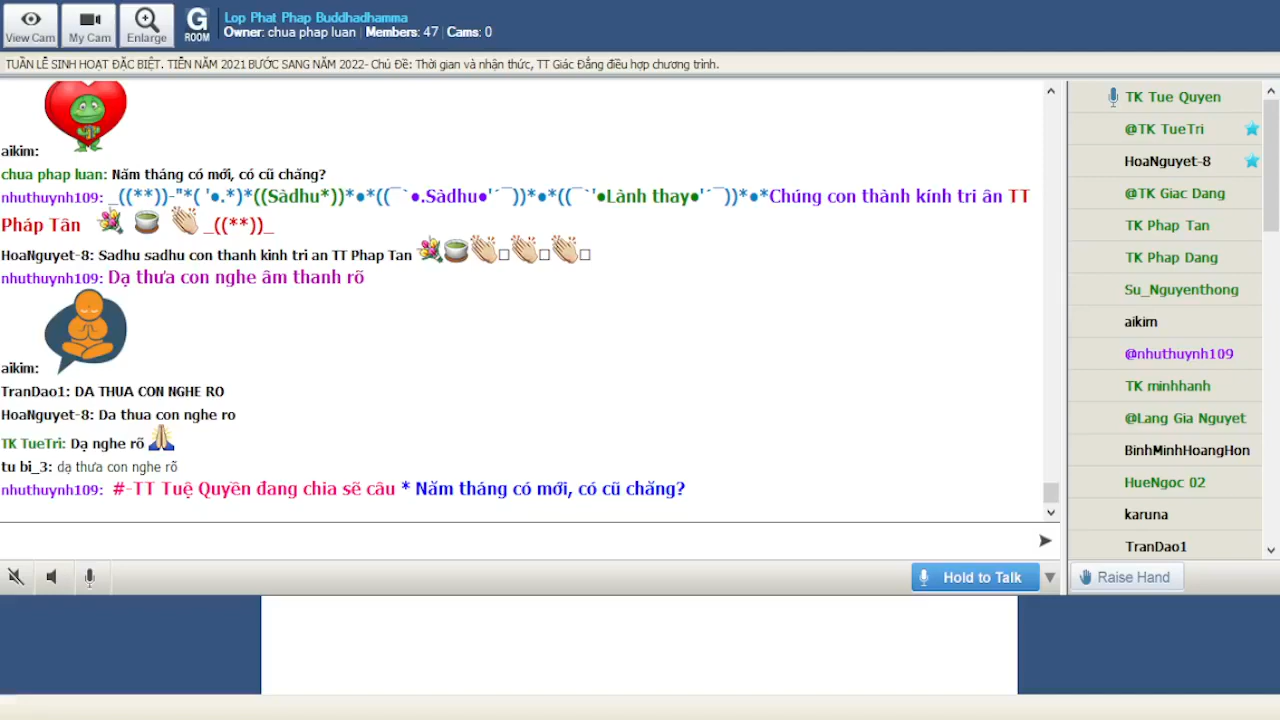 View Cam
My Cam
Enlarge
G
ROOM
Lop Phat Phap Buddhadhamma
Owner: chua phap luan | Members: 47 | Cams: 0
TUẦN LỄ SINH HOẠT ĐẶC BIỆT. TIỄN NĂM 2021 BƯỚC SANG NĂM 2022- Chủ Đề: Thời gian và nhận thức, TT Giác Đẳng điều hợp chương trình.
aikim:
chua phap luan: Năm tháng có mới, có cũ chăng?
nhuthuynh109: _((**))-"*( '●.*)*((Sàdhu*))*●*((¯`●.Sàdhu●'´¯))*●*((¯`'●Lành thay●'´¯))*●*Chúng con thành kính tri ân TT
Pháp Tân _((**))_
HoaNguyet-8: Sadhu sadhu con thanh kinh tri an TT Phap Tan
nhuthuynh109: Dạ thưa con nghe âm thanh rõ
aikim:
TranDao1: DA THUA CON NGHE RO
HoaNguyet-8: Da thua con nghe ro
TK TueTri: Dạ nghe rõ
tu bi_3: dạ thưa con nghe rõ
nhuthuynh109: #-TT Tuệ Quyền đang chia sẽ câu * Năm tháng có mới, có cũ chăng?
Hold to Talk
TK Tue Quyen
@TK TueTri
HoaNguyet-8
@TK Giac Dang
TK Phap Tan
TK Phap Dang
Su_Nguyenthong
aikim
@nhuthuynh109
TK minhhanh
@Lang Gia Nguyet
BinhMinhHoangHon
HueNgoc 02
karuna
TranDao1
Raise Hand